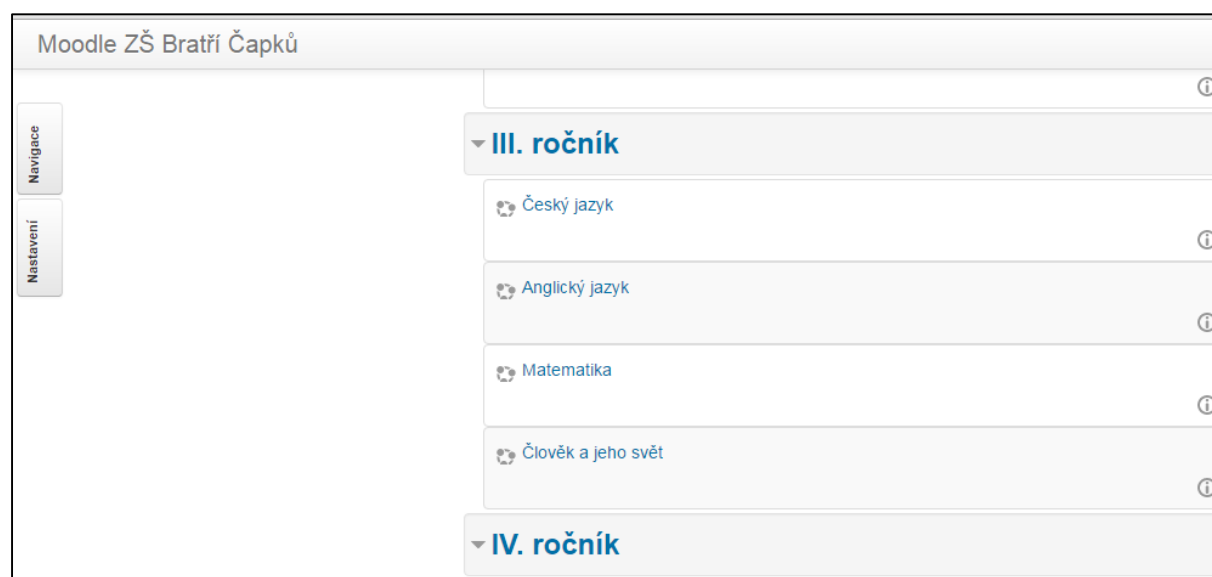 Moodle ZŠ Bratří Čapků
Navigace
Nastavení
III. ročník
Český jazyk
Anglický jazyk
Matematika
Člověk a jeho svět
IV. ročník